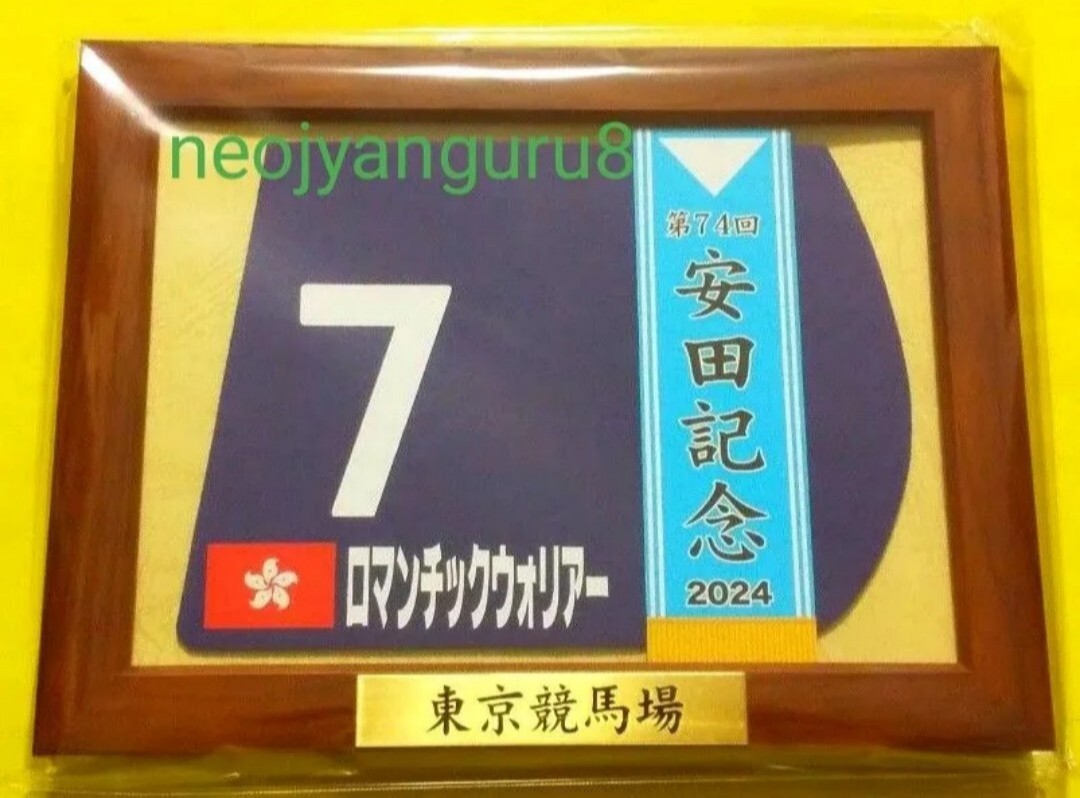 neojyanguru8
第74回
安田記念
2024
7
ロマンチックウォリアー
東京競馬場